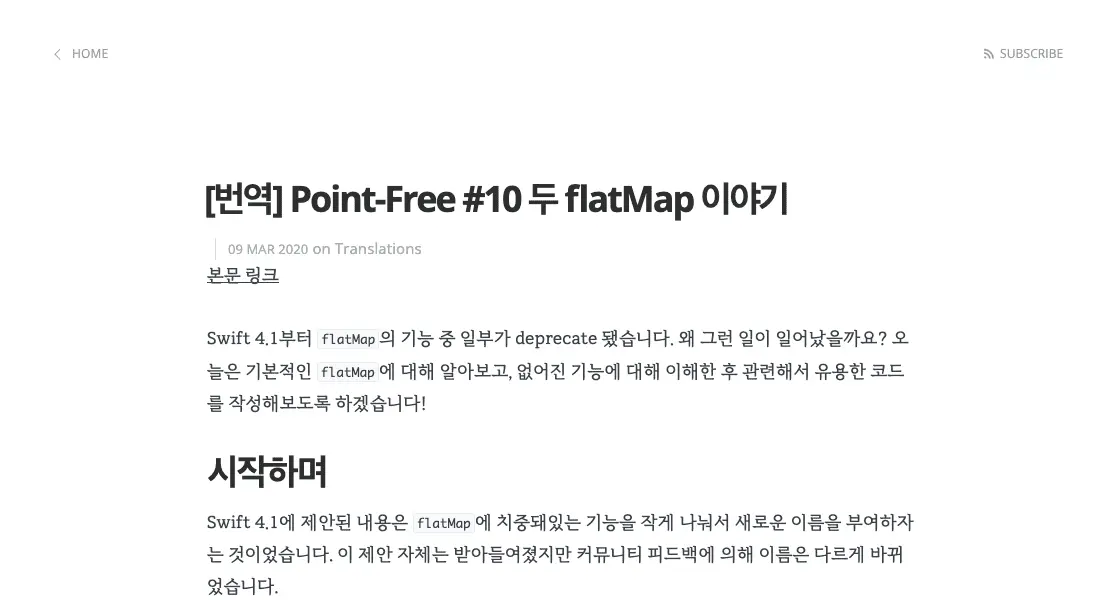 HOME
SUBSCRIBE
[번역] Point-Free #10 두 flatMap 이야기
09 MAR 2020 on Translations
본문 링크
Swift 4.1부터 flatMap의 기능 중 일부가 deprecate 됐습니다. 왜 그런 일이 일어났을까요? 오
늘은 기본적인 flatMap에 대해 알아보고, 없어진 기능에 대해 이해한 후 관련해서 유용한 코드
를 작성해보도록 하겠습니다!
시작하며
Swift 4.1에 제안된 내용은 flatMap에 치중돼있는 기능을 작게 나눠서 새로운 이름을 부여하자
는 것이었습니다. 이 제안 자체는 받아들여졌지만 커뮤니티 피드백에 의해 이름은 다르게 바뀌
었습니다.